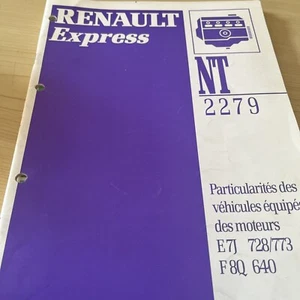 RENAULT
Express
NT
2279
Particularités des
véhicules équipés
des moteurs
E7J 728/773
F8Q 640